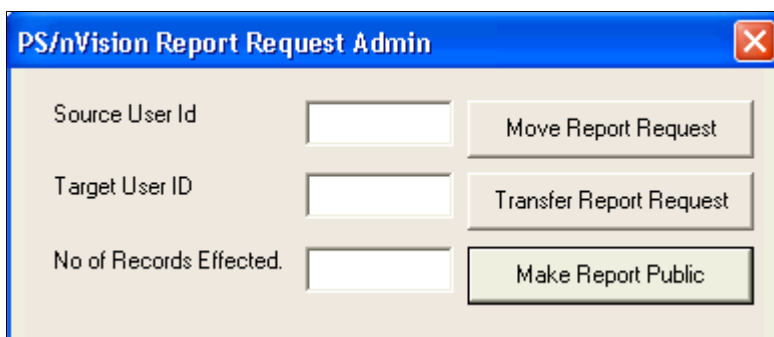 PS/nVision Report Request Admin
Source User Id
Move Report Request
Target User ID
Transfer Report Request
No of Records Effected.
Make Report Public